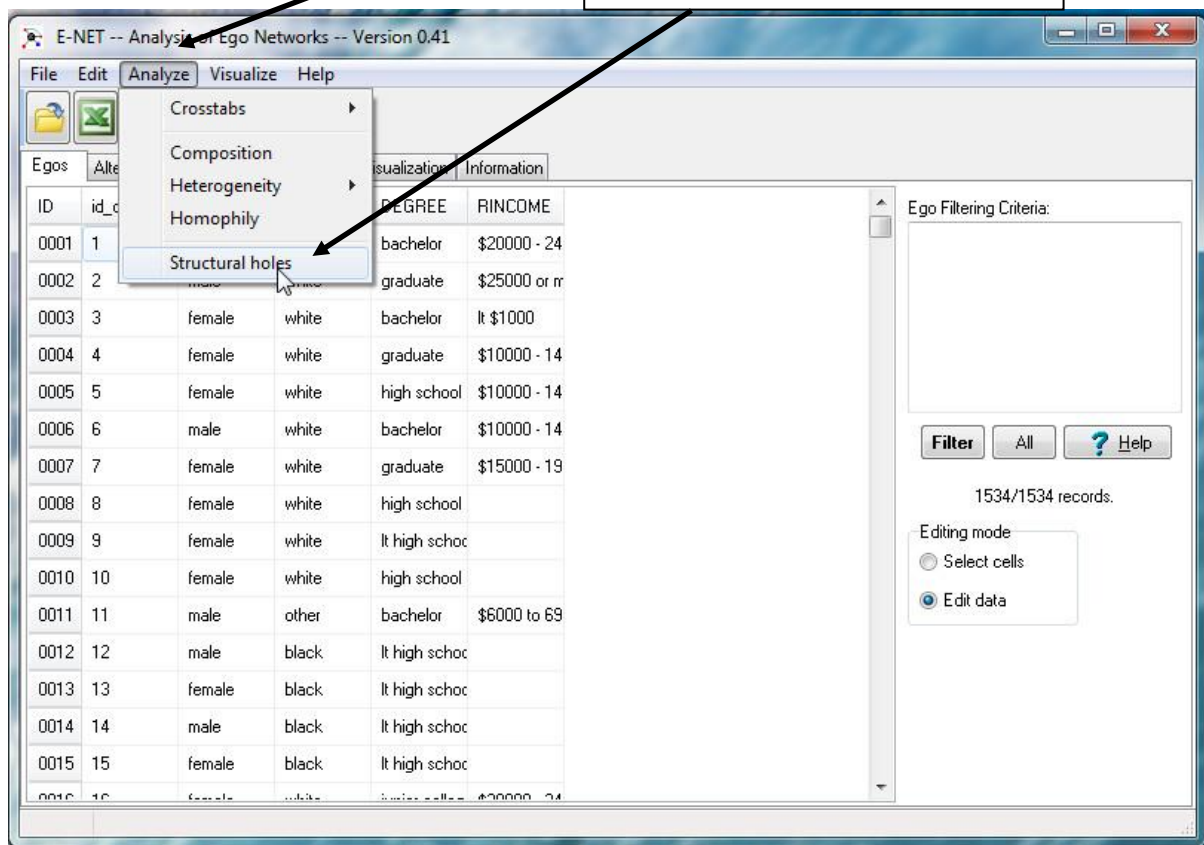 E-NET -- Analysis of Ego Networks -- Version 0.41
File Edit Analyze Visualize Help
Crosstabs
Composition
Heterogeneity
Homophily
Structural holes
Egos Information
ID DEGREE RINCOME
0001 1 bachelor $20000 - 24
0002 2 graduate $25000 or m
0003 3 female white bachelor lt $1000
0004 4 female white graduate $10000 - 14
0005 5 female white high school $10000 - 14
0006 6 male white bachelor $10000 - 14
0007 7 female white graduate $15000 - 19
0008 8 female white high school
0009 9 female white lt high schoo
0010 10 female white high school
0011 11 male other bachelor $6000 to 69
0012 12 male black lt high schoo
0013 13 female black lt high schoo
0014 14 male black lt high schoo
0015 15 female black lt high schoo
Ego Filtering Criteria:
Filter All ? Help
1534/1534 records.
Editing mode
Select cells
Edit data